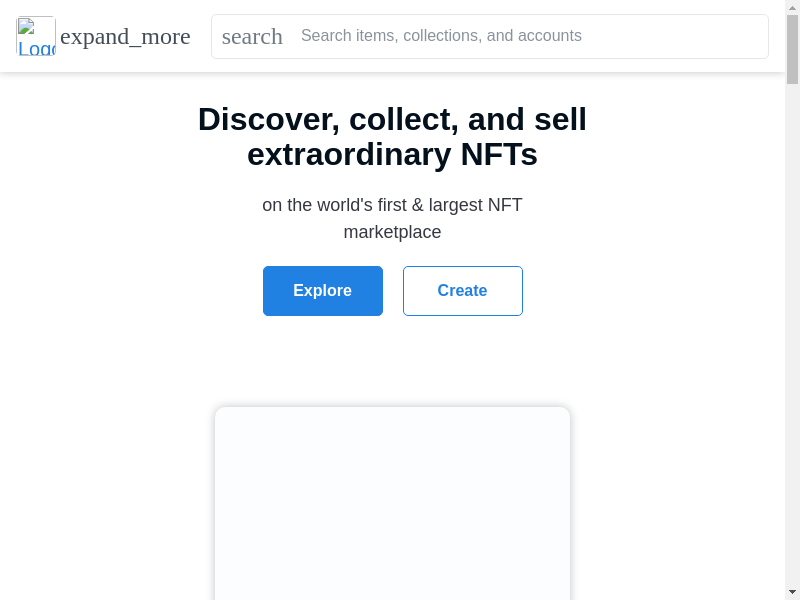 Logo expand_more search Search items, collections, and accounts
Discover, collect, and sell
extraordinary NFTs
on the world's first & largest NFT
marketplace
Explore Create